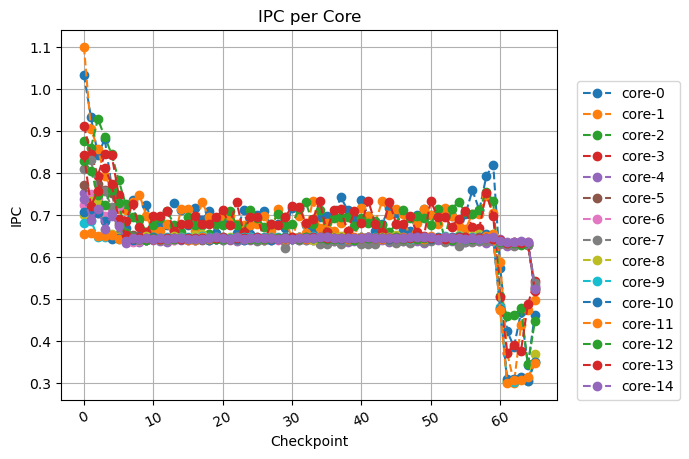 IPC per Core
IPC
1.1
1.0
0.9
0.8
0.7
0.6
0.5
0.4
0.3
0
10
20
30
40
50
60
Checkpoint
core-0
core-1
core-2
core-3
core-4
core-5
core-6
core-7
core-8
core-9
core-10
core-11
core-12
core-13
core-14